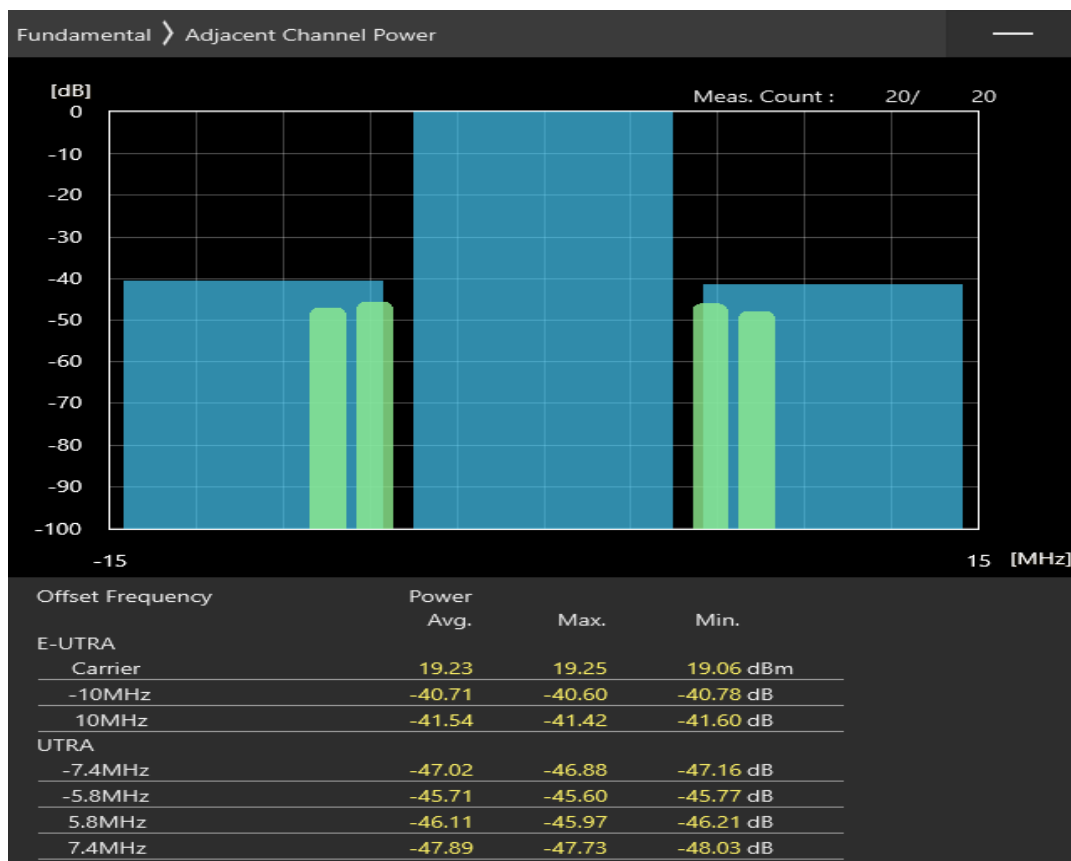 Fundamental 〉 Adjacent Channel Power
[dB]
Meas. Count : 20/ 20
0
-10
-20
-30
-40
-50
-60
-70
-80
-90
-100
-15 15 [MHz]
Offset Frequency Power
Avg. Max. Min.
E-UTRA
Carrier 19.23 19.25 19.06 dBm
-10MHz -40.71 -40.60 -40.78 dB
10MHz -41.54 -41.42 -41.60 dB
UTRA
-7.4MHz -47.02 -46.88 -47.16 dB
-5.8MHz -45.71 -45.60 -45.77 dB
5.8MHz -46.11 -45.97 -46.21 dB
7.4MHz -47.89 -47.73 -48.03 dB